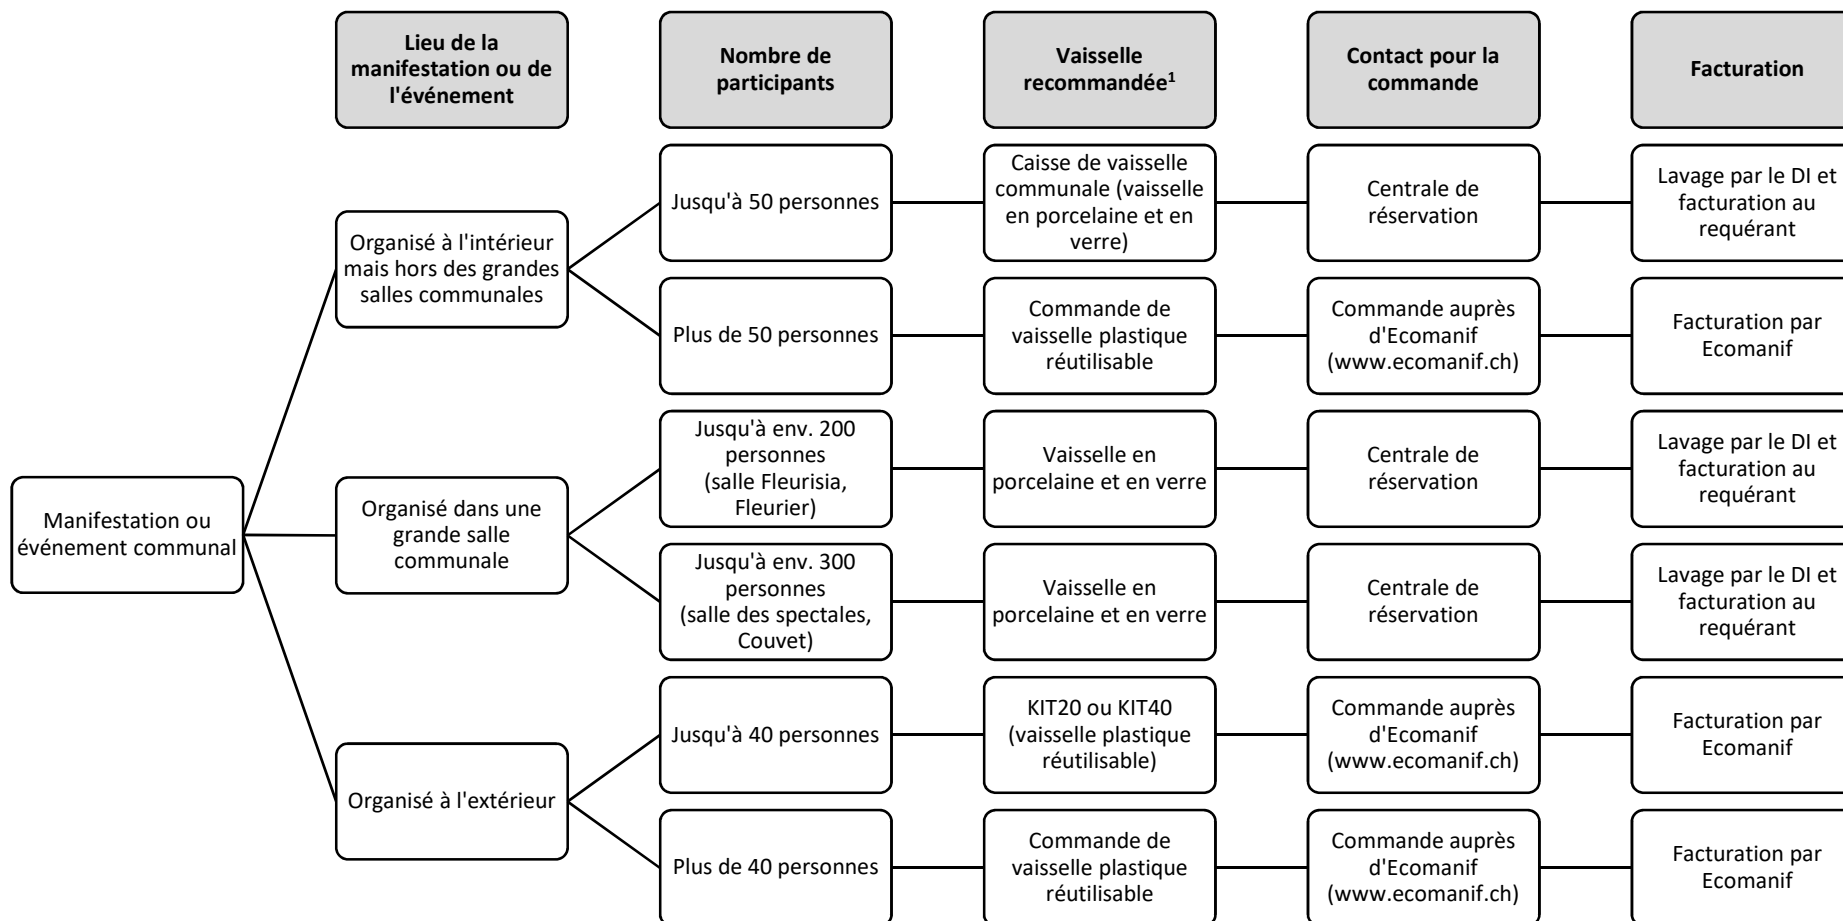 Lieu de la
manifestation ou de
l'événement
Nombre de
participants
Vaisselle
recommandée¹
Contact pour la
commande
Facturation
Manifestation ou
événement communal
Organisé à l'intérieur
mais hors des grandes
salles communales
Jusqu'à 50 personnes
Caisse de vaisselle
communale (vaisselle
en porcelaine et en
verre)
Centrale de
réservation
Lavage par le DI et
facturation au
requérant
Plus de 50 personnes
Commande de
vaisselle plastique
réutilisable
Commande auprès
d'Ecomanif
(www.ecomanif.ch)
Facturation par
Ecomanif
Organisé dans une
grande salle
communale
Jusqu'à env. 200
personnes
(salle Fleurisia,
Fleurier)
Vaisselle en
porcelaine et en verre
Centrale de
réservation
Lavage par le DI et
facturation au
requérant
Jusqu'à env. 300
personnes
(salle des spectales,
Couvet)
Vaisselle en
porcelaine et en verre
Centrale de
réservation
Lavage par le DI et
facturation au
requérant
Organisé à l'extérieur
Jusqu'à 40 personnes
KIT20 ou KIT40
(vaisselle plastique
réutilisable)
Commande auprès
d'Ecomanif
(www.ecomanif.ch)
Facturation par
Ecomanif
Plus de 40 personnes
Commande de
vaisselle plastique
réutilisable
Commande auprès
d'Ecomanif
(www.ecomanif.ch)
Facturation par
Ecomanif